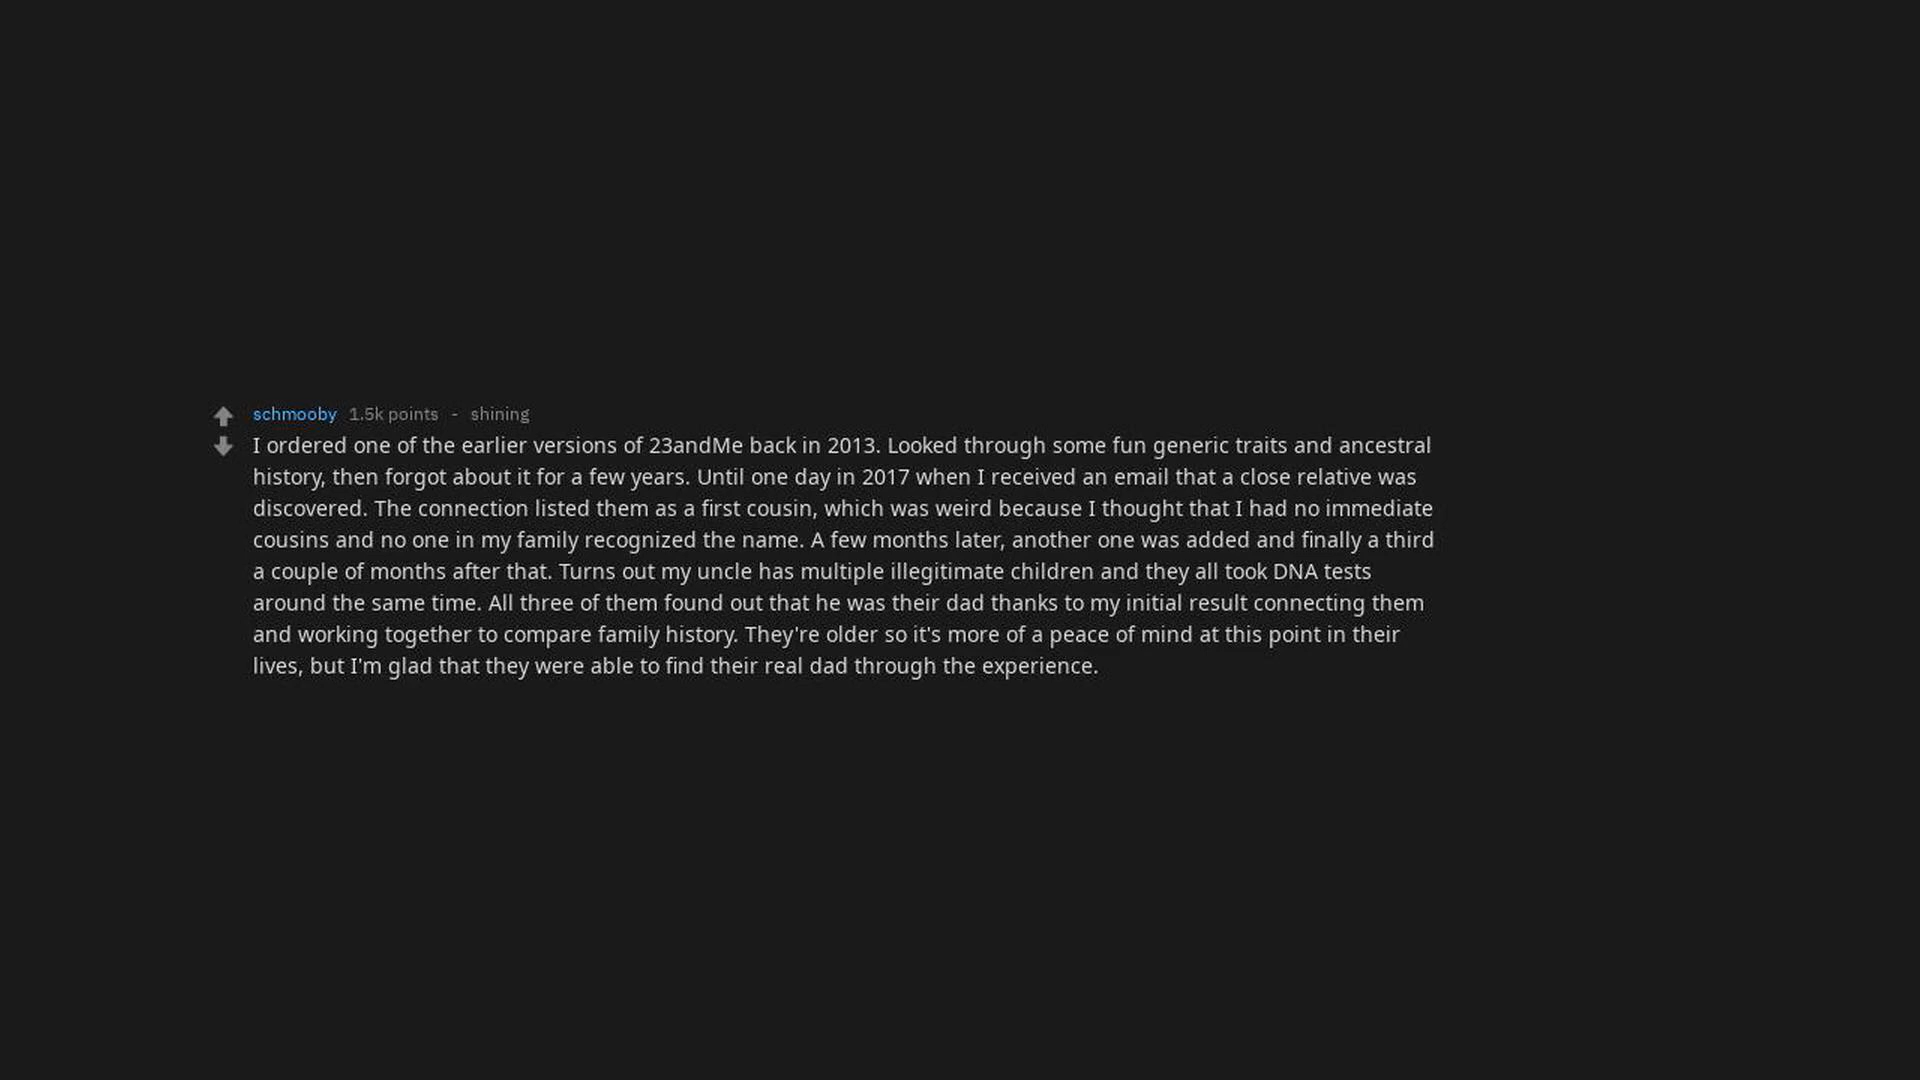 schmooby 1.5k points - shining
I ordered one of the earlier versions of 23andMe back in 2013. Looked through some fun generic traits and ancestral
history, then forgot about it for a few years. Until one day in 2017 when I received an email that a close relative was
discovered. The connection listed them as a first cousin, which was weird because I thought that I had no immediate
cousins and no one in my family recognized the name. A few months later, another one was added and finally a third
a couple of months after that. Turns out my uncle has multiple illegitimate children and they all took DNA tests
around the same time. All three of them found out that he was their dad thanks to my initial result connecting them
and working together to compare family history. They're older so it's more of a peace of mind at this point in their
lives, but I'm glad that they were able to find their real dad through the experience.